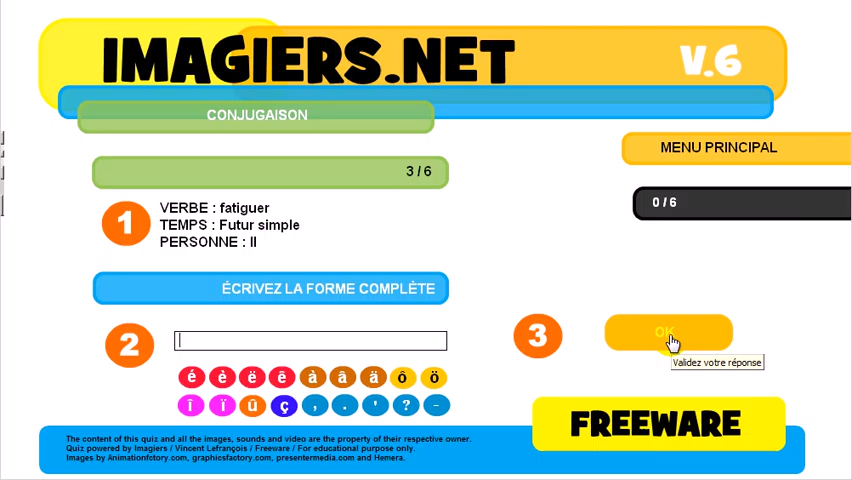 IMAGIERS.NET
V.6
CONJUGAISON
MENU PRINCIPAL
3 / 6
0 / 6
1
VERBE : fatiguer
TEMPS : Futur simple
PERSONNE : Il
ÉCRIVEZ LA FORME COMPLÈTE
2
3
OK
Validez votre réponse
é è ë ē à â ä ô ö
î ï û ç , . ' ? -
FREEWARE
The content of this quiz and all the images, sounds and video are the property of their respective owner.
Quiz powered by Imagiers / Vincent Lefrançois / Freeware / For educational purpose only.
Images by Animationfctory.com, graphicsfactory.com, presentermedia.com and Hemera.